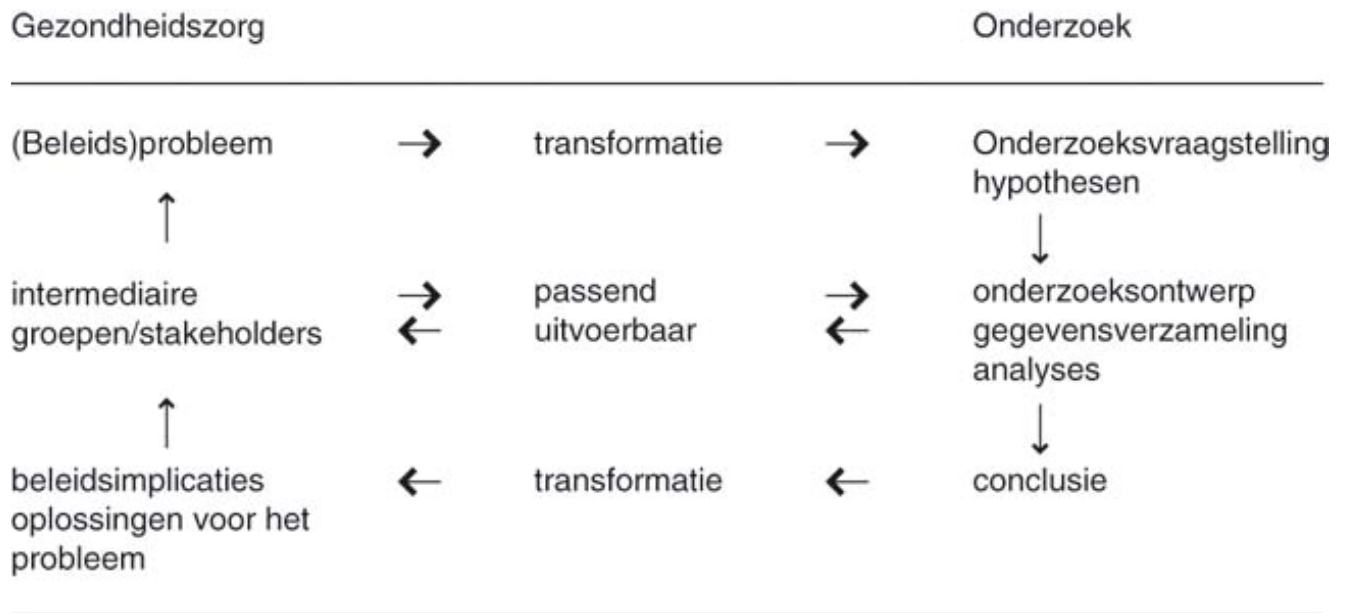 Gezondheidszorg Onderzoek
(Beleids)probleem → transformatie → Onderzoeksvraagstelling
hypothesen
↑ ↓
intermediaire → passend → onderzoeksontwerp
groepen/stakeholders ← uitvoerbaar ← gegevensverzameling
analyses
↑ ↓
beleidsimplicaties ← transformatie ← conclusie
oplossingen voor het
probleem